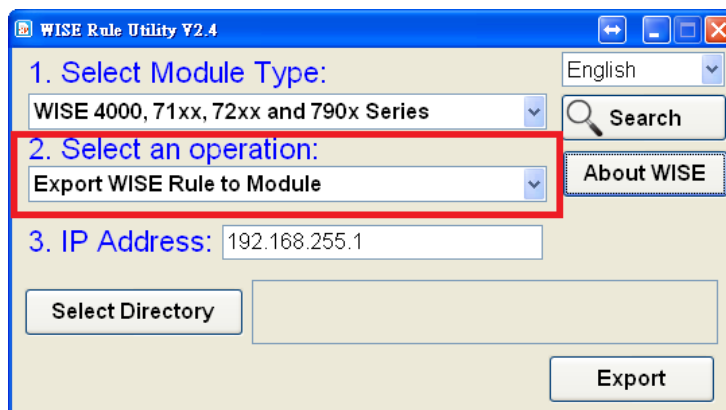 WISE Rule Utility V2.4
1. Select Module Type:
English
WISE 4000, 71xx, 72xx and 790x Series
Search
2. Select an operation:
Export WISE Rule to Module
About WISE
3. IP Address: 192.168.255.1
Select Directory
Export